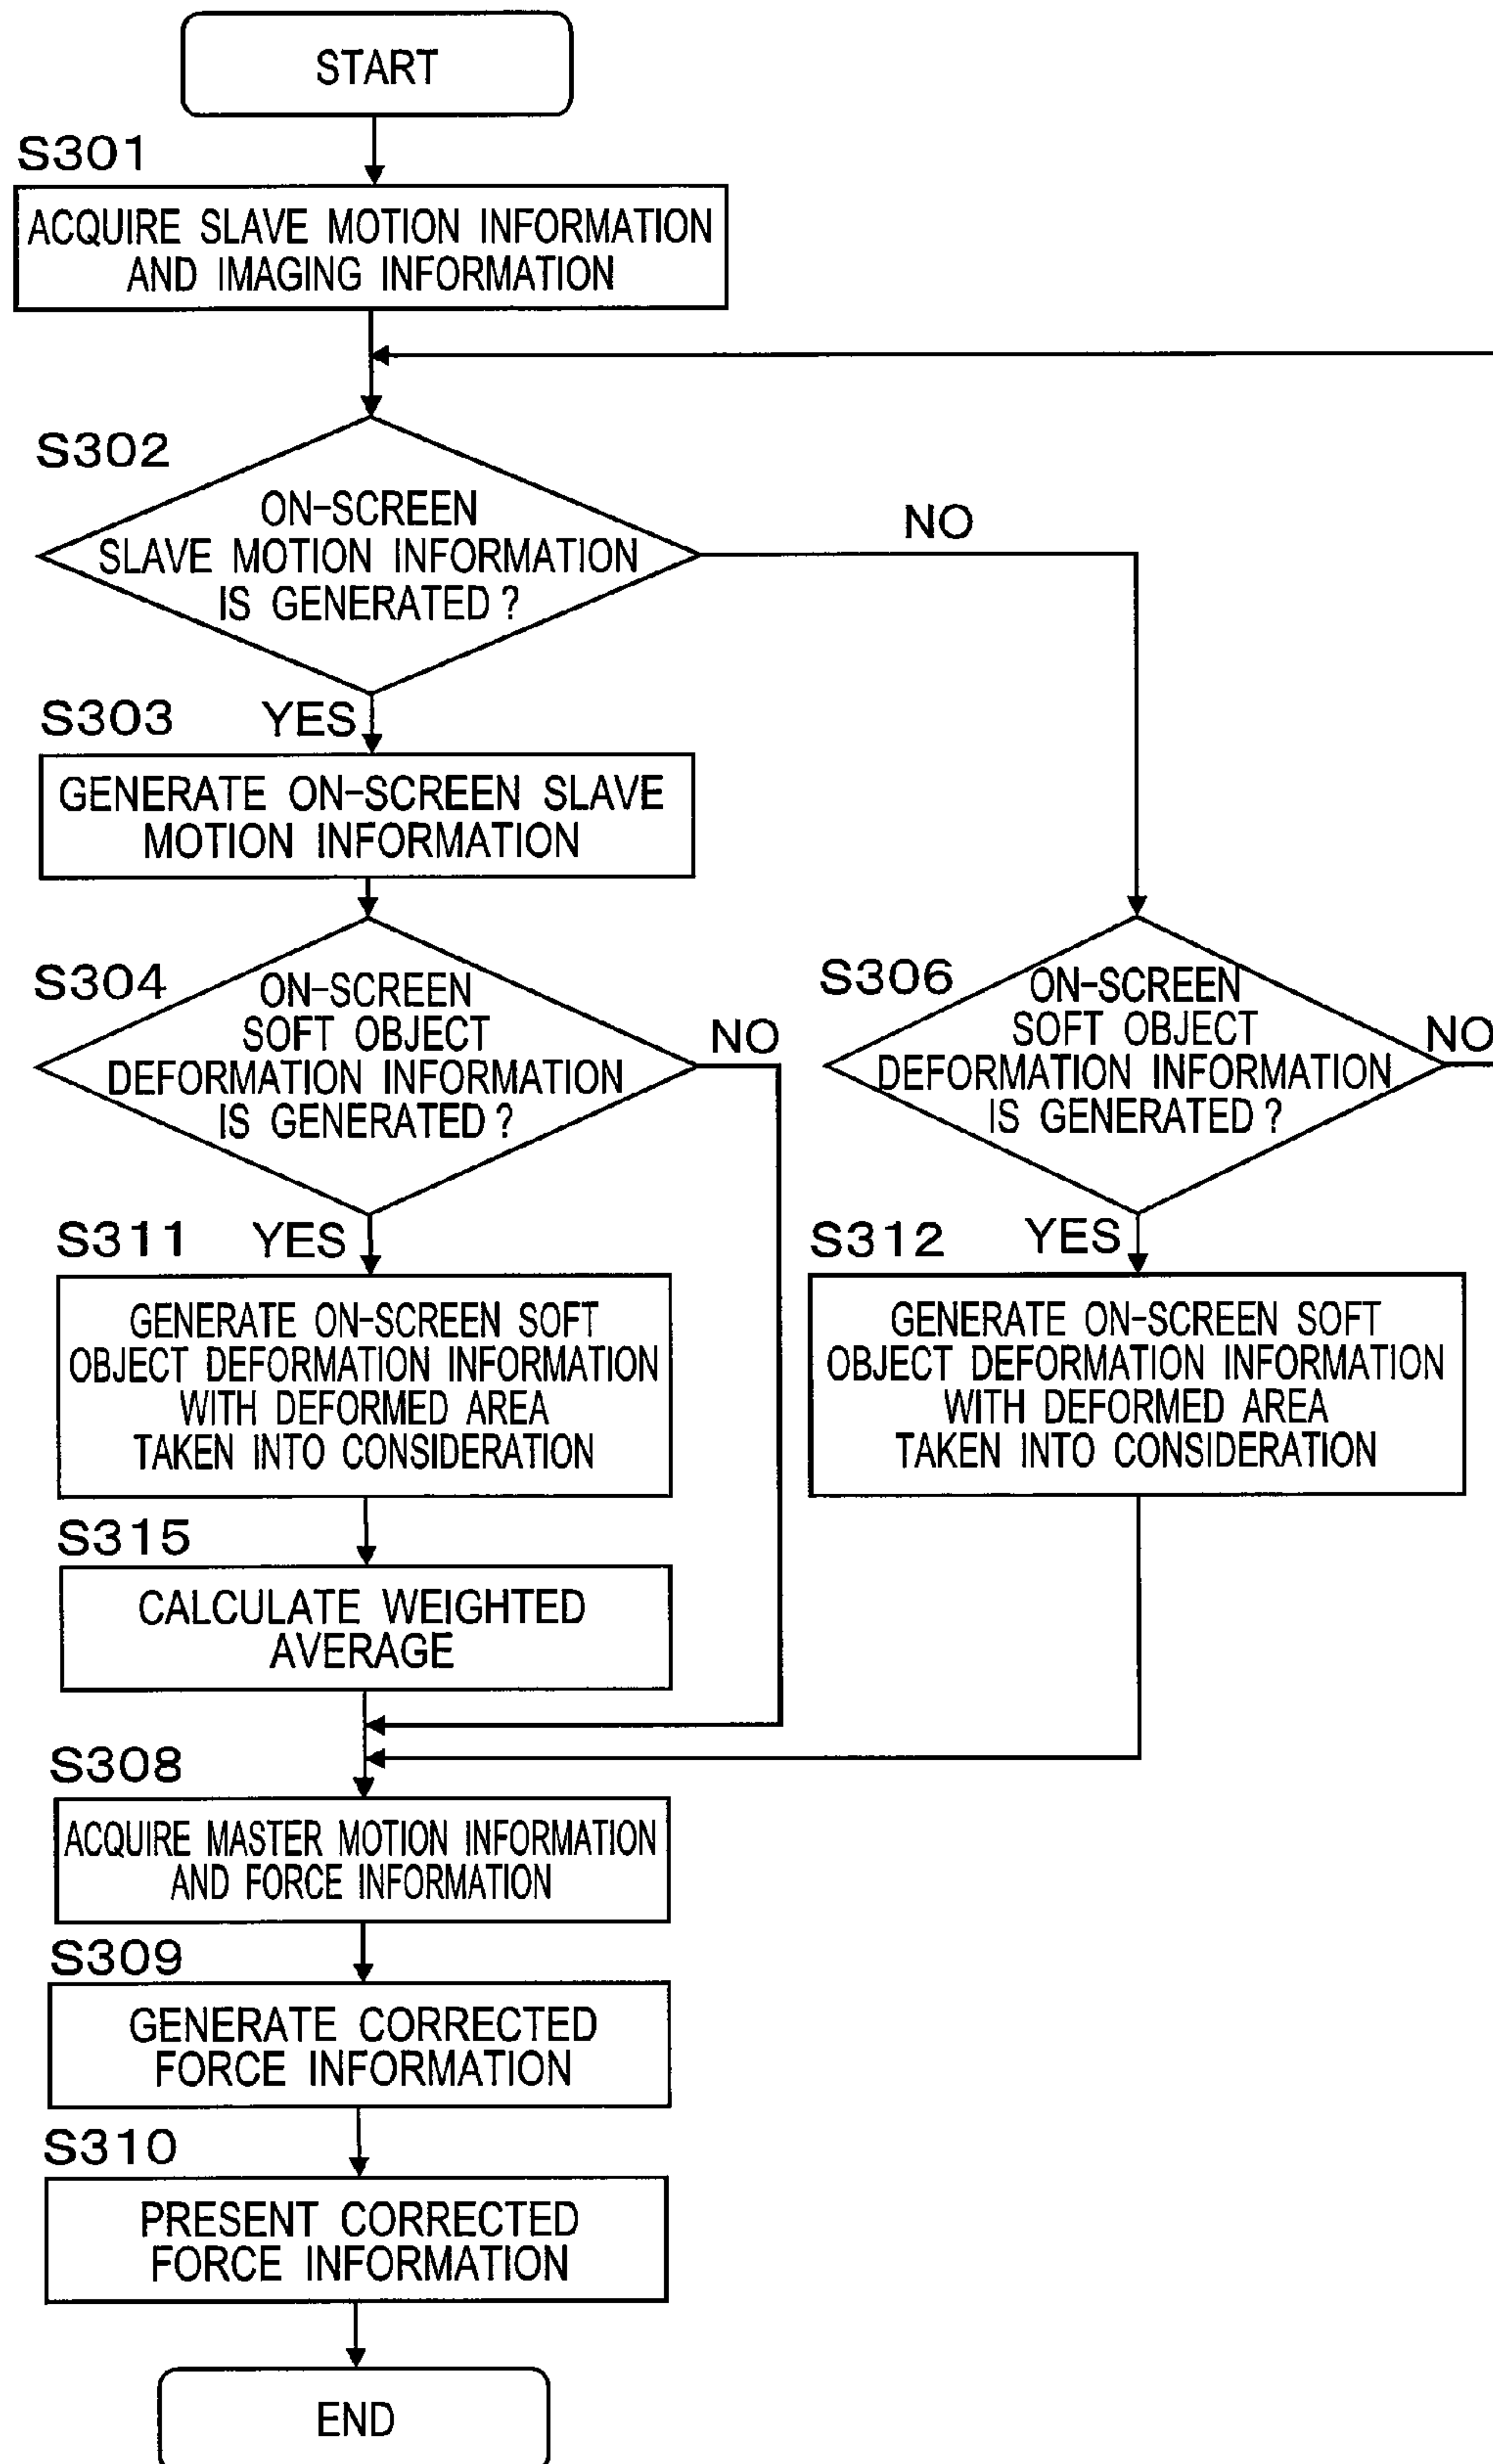 START
S301
ACQUIRE SLAVE MOTION INFORMATION
AND IMAGING INFORMATION
S302
ON-SCREEN
SLAVE MOTION INFORMATION
IS GENERATED ?
NO
S303
YES
GENERATE ON-SCREEN SLAVE
MOTION INFORMATION
S304
ON-SCREEN
SOFT OBJECT
DEFORMATION INFORMATION
IS GENERATED ?
NO
S306
ON-SCREEN
SOFT OBJECT
DEFORMATION INFORMATION
IS GENERATED ?
NO
S311
YES
GENERATE ON-SCREEN SOFT
OBJECT DEFORMATION INFORMATION
WITH DEFORMED AREA
TAKEN INTO CONSIDERATION
S312
YES
GENERATE ON-SCREEN SOFT
OBJECT DEFORMATION INFORMATION
WITH DEFORMED AREA
TAKEN INTO CONSIDERATION
S315
CALCULATE WEIGHTED
AVERAGE
S308
ACQUIRE MASTER MOTION INFORMATION
AND FORCE INFORMATION
S309
GENERATE CORRECTED
FORCE INFORMATION
S310
PRESENT CORRECTED
FORCE INFORMATION
END